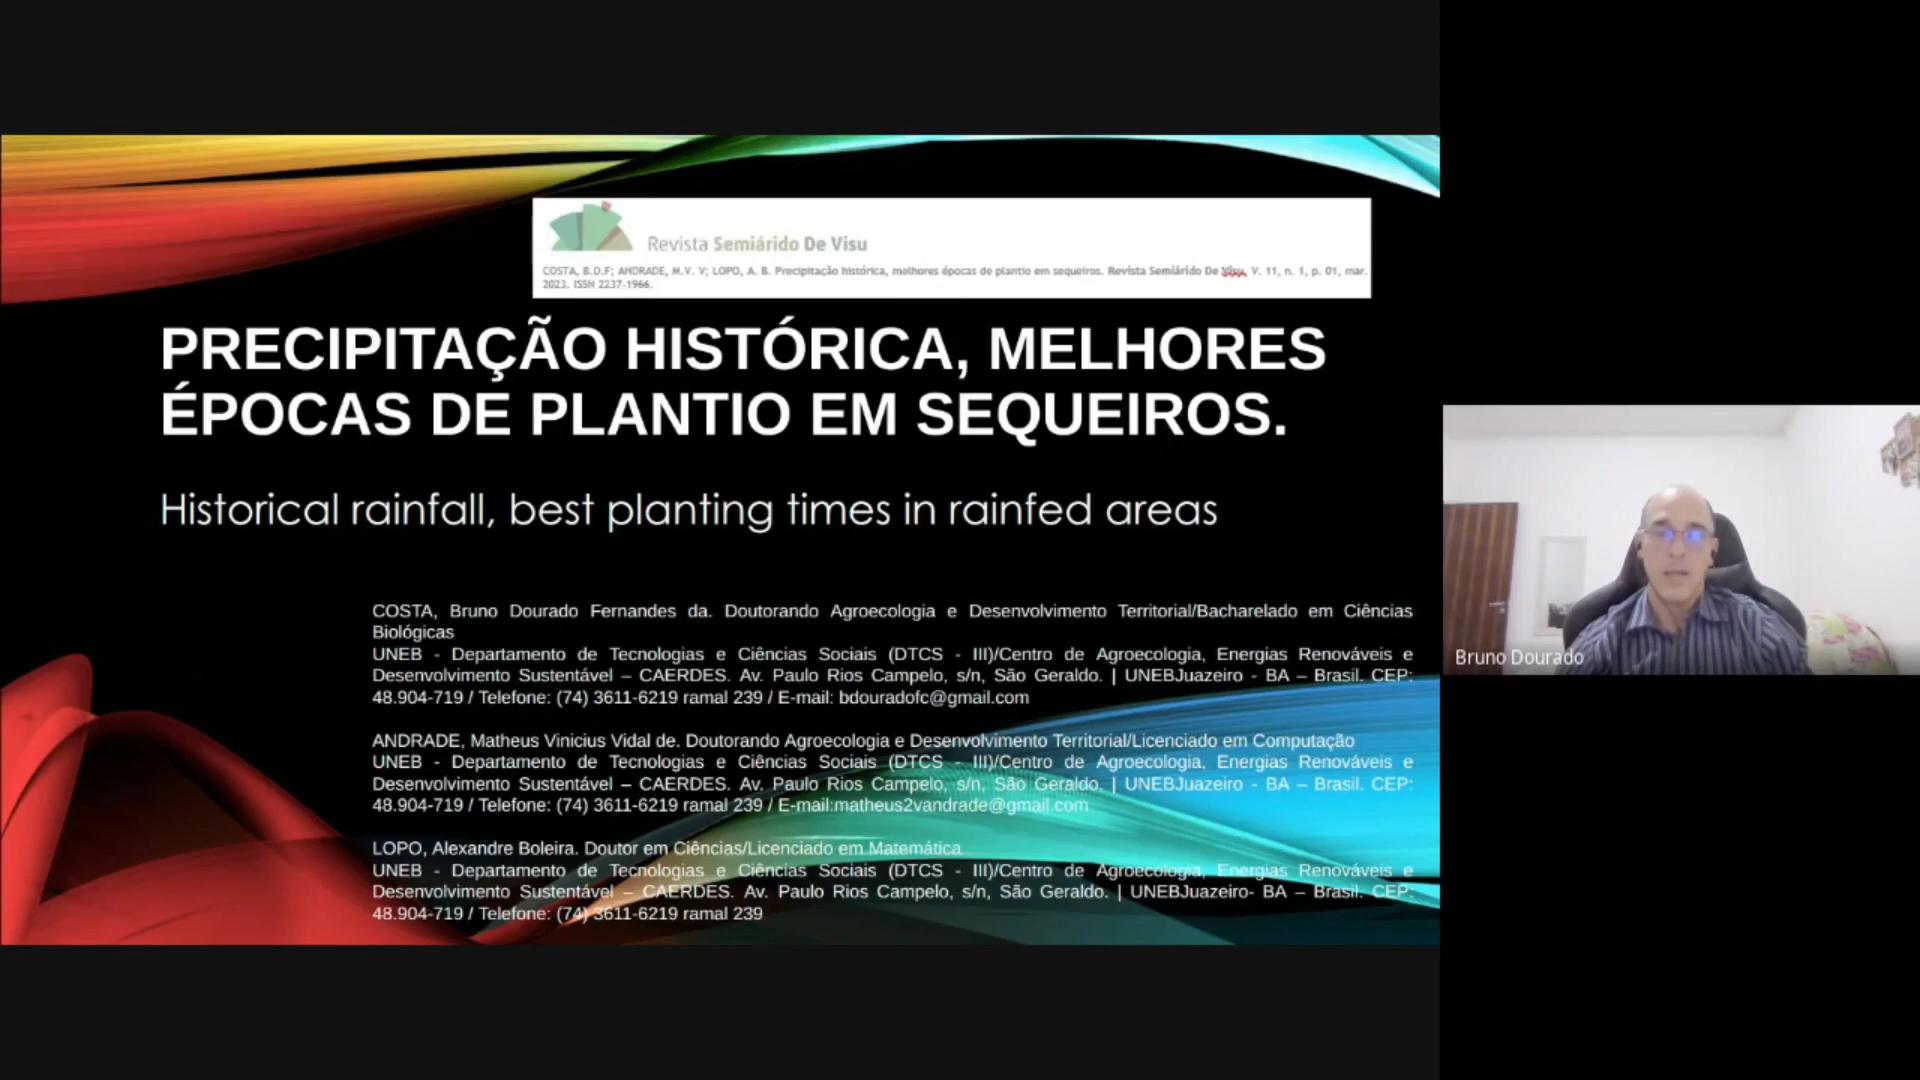 Revista Semiárido De Visu
COSTA, B.D.F; ANDRADE, M.V. V; LOPO, A. B. Precipitação histórica, melhores épocas de plantio em sequeiros. Revista Semiárido De Visu, V. 11, n. 1, p. 01, mar.
2023. ISSN 2237-1966.
PRECIPITAÇÃO HISTÓRICA, MELHORES
ÉPOCAS DE PLANTIO EM SEQUEIROS.
Historical rainfall, best planting times in rainfed areas
COSTA, Bruno Dourado Fernandes da. Doutorando Agroecologia e Desenvolvimento Territorial/Bacharelado em Ciências
Biológicas
UNEB - Departamento de Tecnologias e Ciências Sociais (DTCS - III)/Centro de Agroecologia, Energias Renováveis e
Desenvolvimento Sustentável – CAERDES. Av. Paulo Rios Campelo, s/n, São Geraldo. | UNEBJuazeiro - BA – Brasil. CEP:
48.904-719 / Telefone: (74) 3611-6219 ramal 239 / E-mail: bdouradofc@gmail.com
ANDRADE, Matheus Vinicius Vidal de. Doutorando Agroecologia e Desenvolvimento Territorial/Licenciado em Computação
UNEB - Departamento de Tecnologias e Ciências Sociais (DTCS - III)/Centro de Agroecologia, Energias Renováveis e
Desenvolvimento Sustentável – CAERDES. Av. Paulo Rios Campelo, s/n, São Geraldo. | UNEBJuazeiro - BA – Brasil. CEP:
48.904-719 / Telefone: (74) 3611-6219 ramal 239 / E-mail:matheus2vandrade@gmail.com
LOPO, Alexandre Boleira. Doutor em Ciências/Licenciado em Matemática
UNEB - Departamento de Tecnologias e Ciências Sociais (DTCS - III)/Centro de Agroecologia, Energias Renováveis e
Desenvolvimento Sustentável – CAERDES. Av. Paulo Rios Campelo, s/n, São Geraldo. | UNEBJuazeiro- BA – Brasil. CEP:
48.904-719 / Telefone: (74) 3611-6219 ramal 239
Bruno Dourado